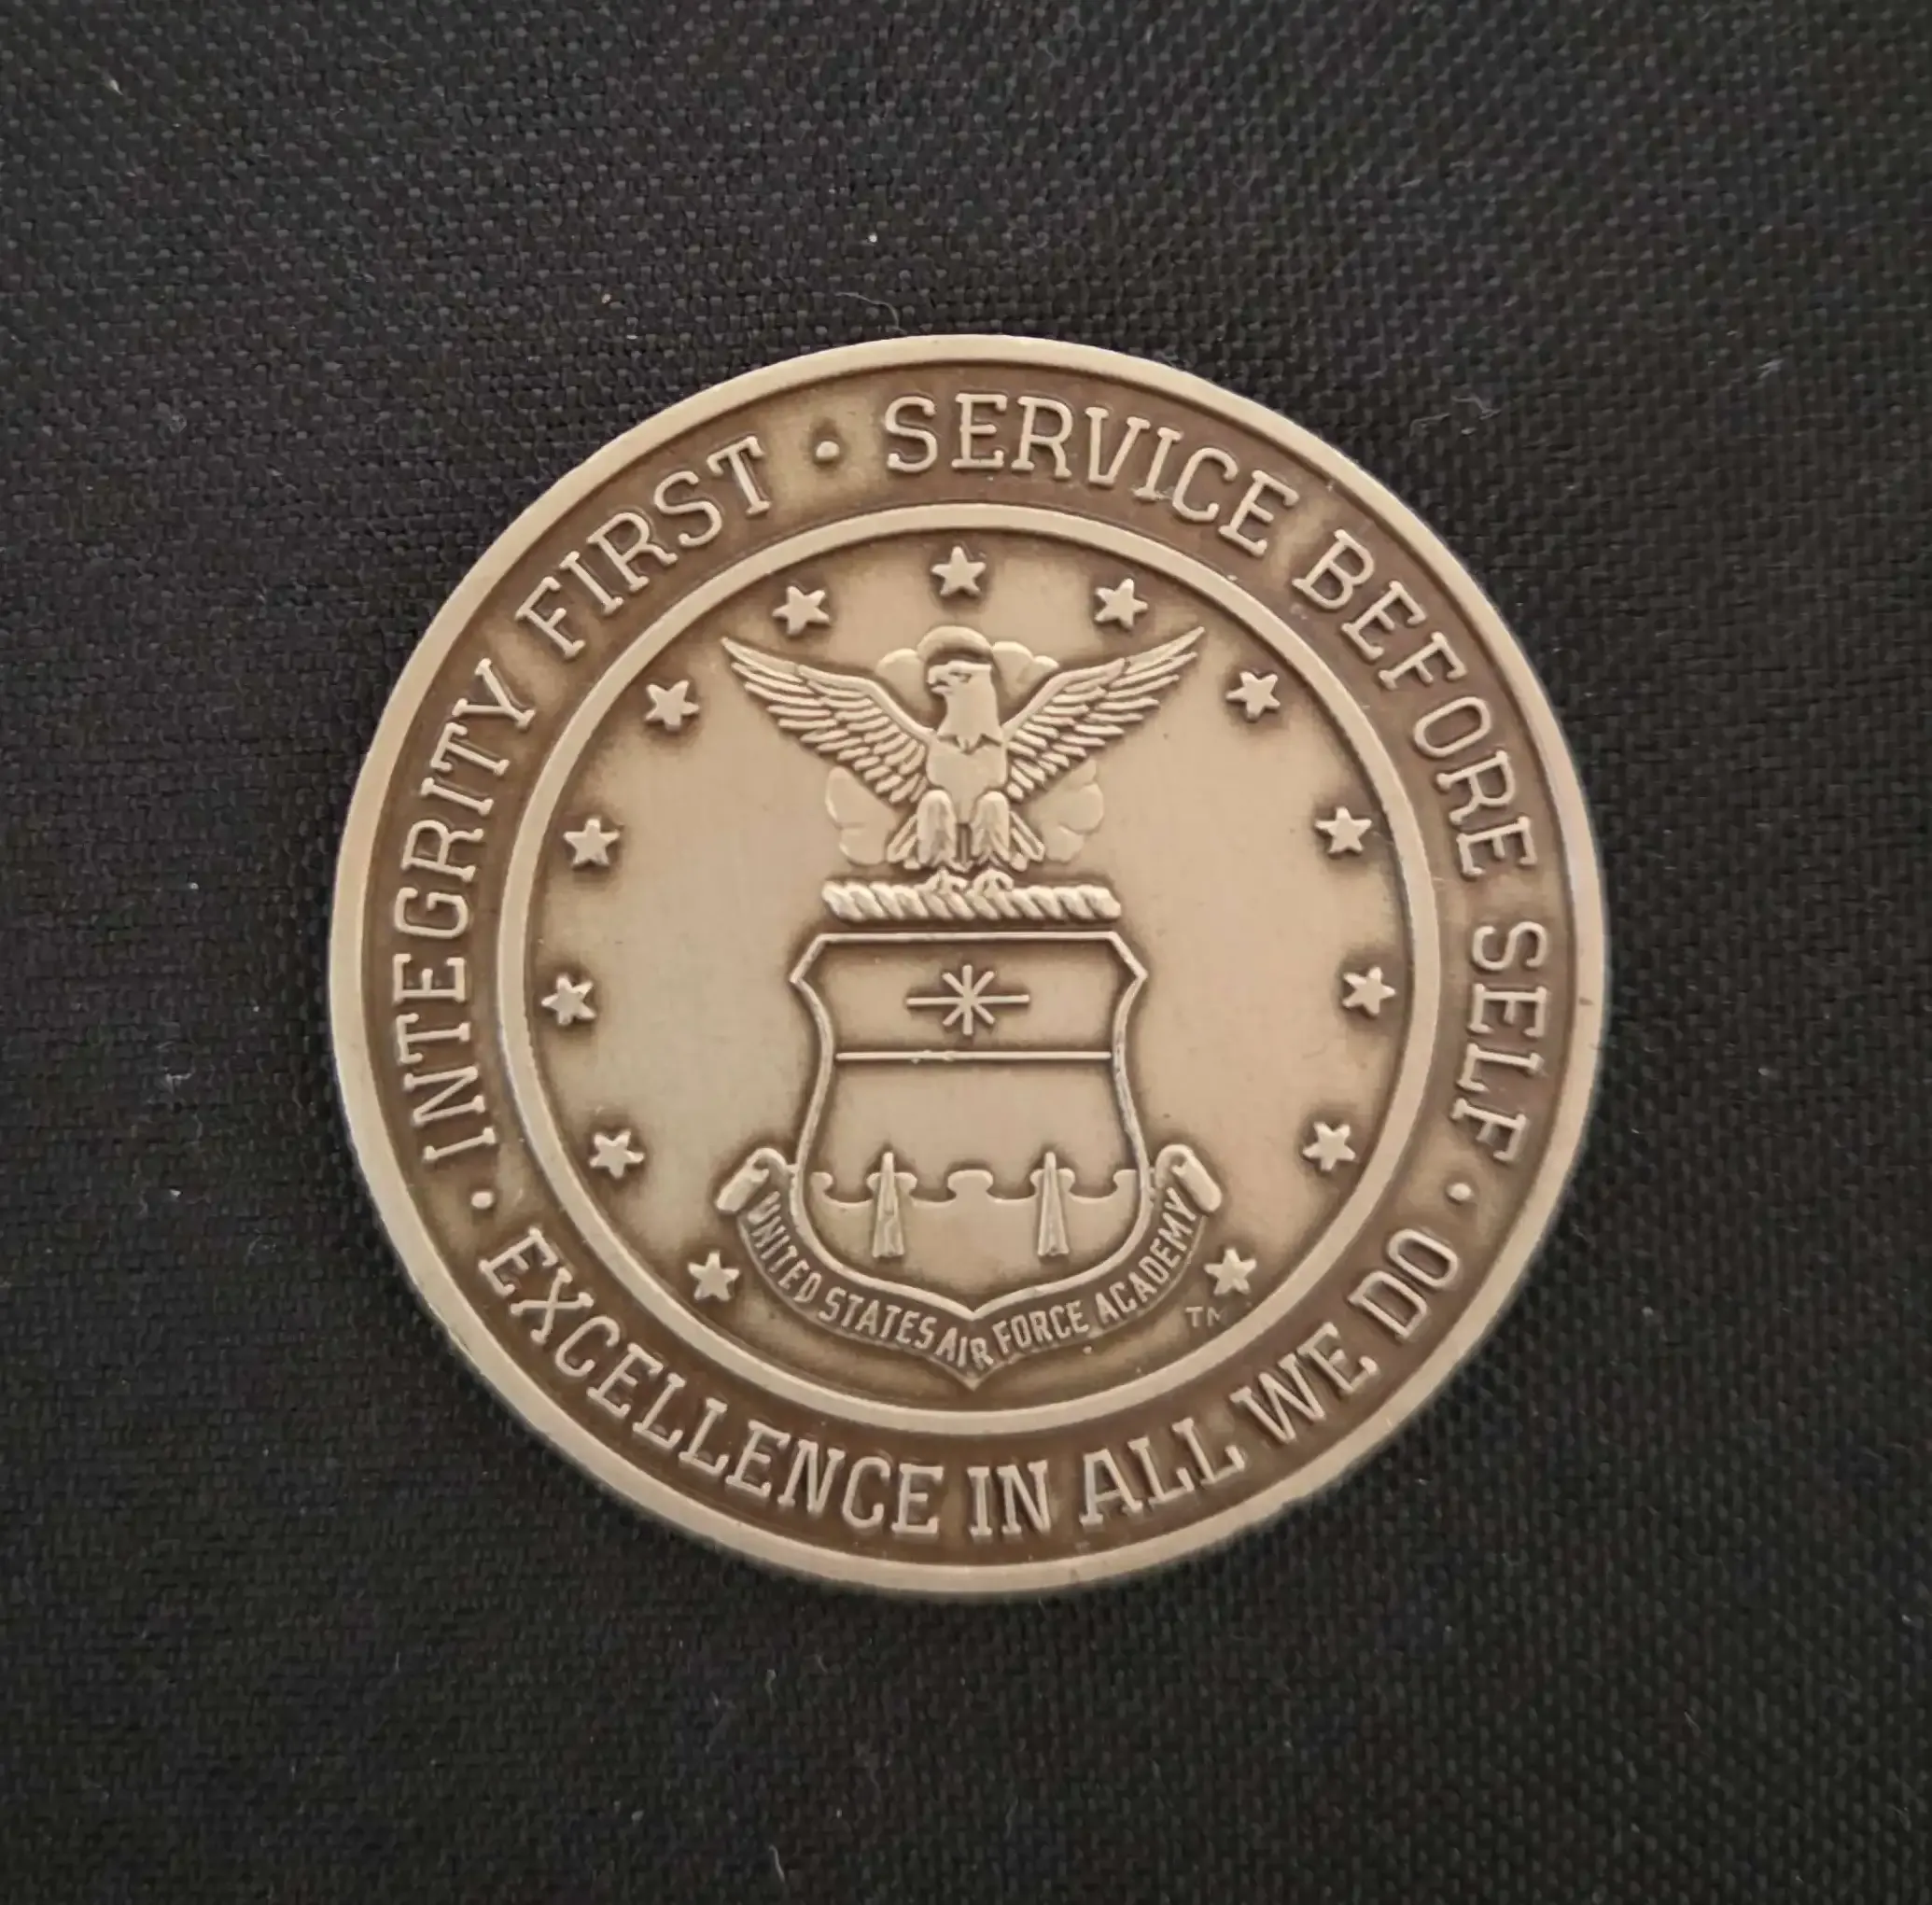 · INTEGRITY FIRST · SERVICE BEFORE SELF ·
EXCELLENCE IN ALL WE DO
UNITED STATES AIR FORCE ACADEMY
TM